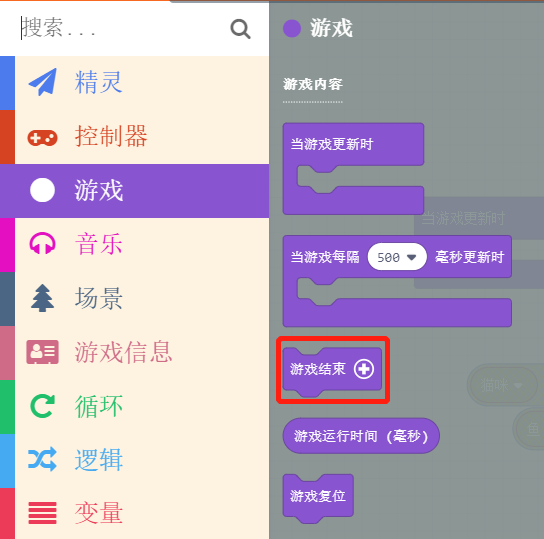 搜索...
精灵
控制器
游戏
音乐
场景
游戏信息
循环
逻辑
变量
游戏
游戏内容
当游戏更新时
当游戏更新时
当游戏每隔 500 毫秒更新时
游戏结束
游戏运行时间 (毫秒)
游戏复位